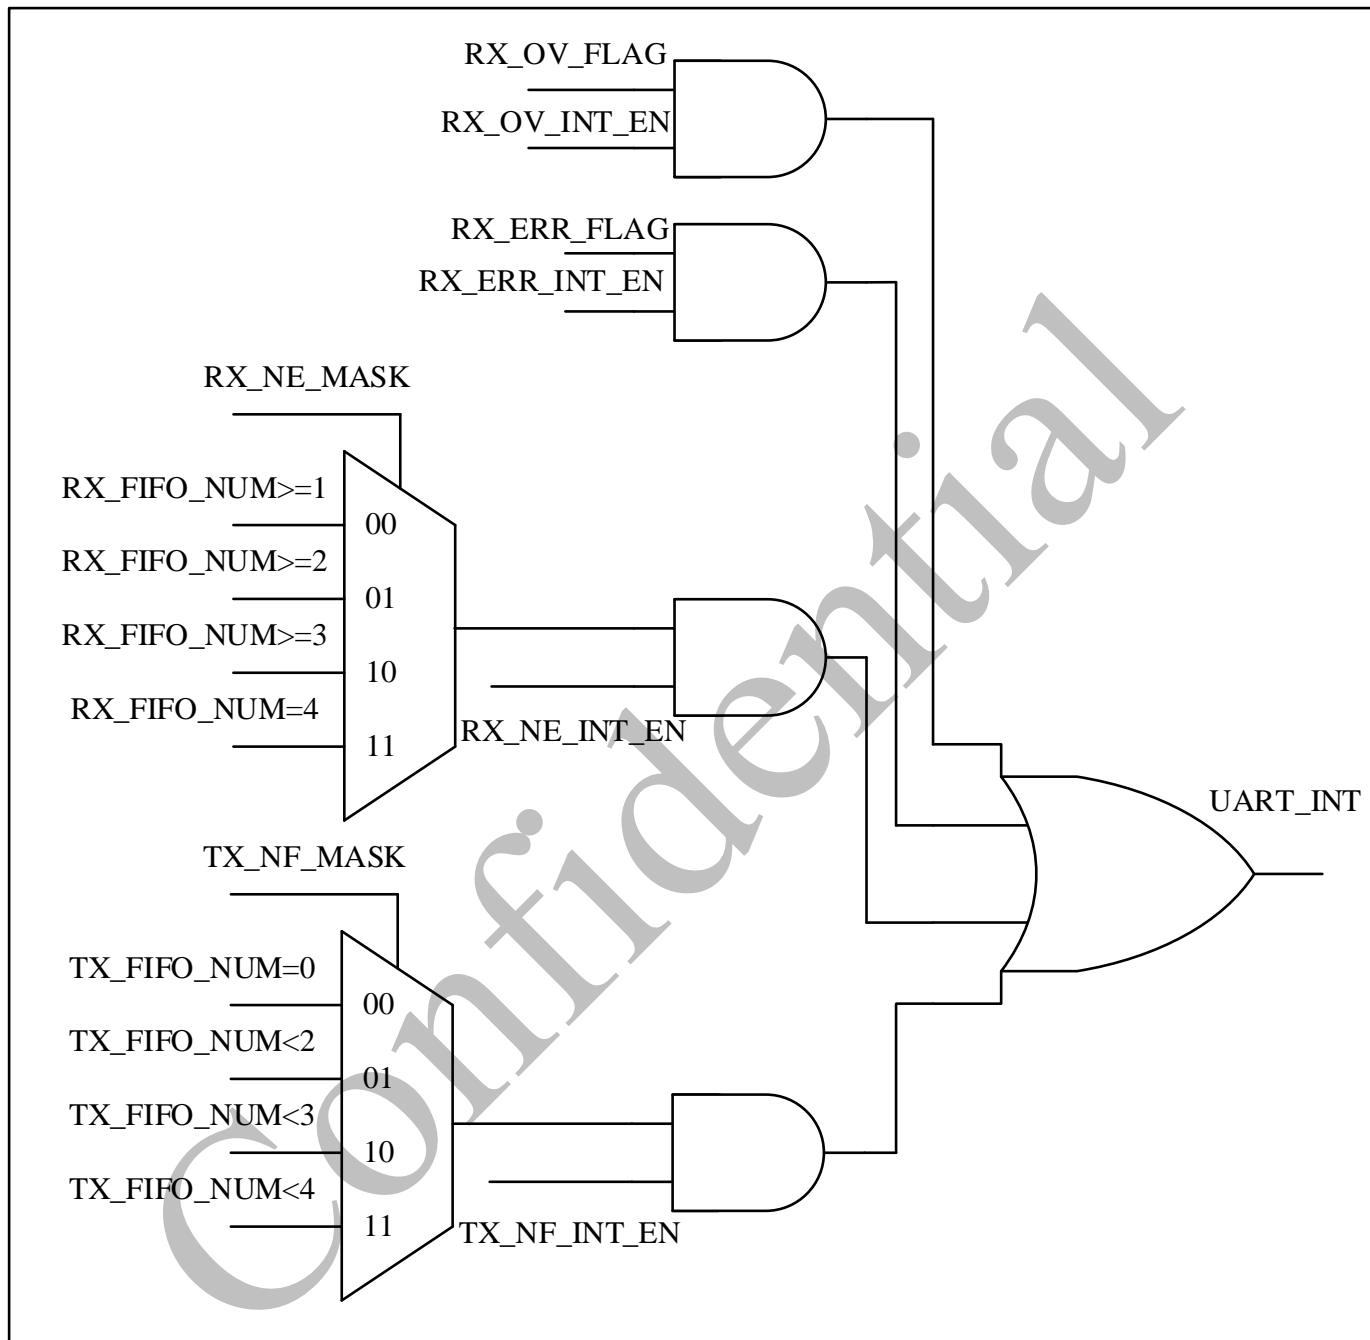 RX_OV_FLAG
RX_OV_INT_EN
RX_ERR_FLAG
RX_ERR_INT_EN
RX_NE_MASK
RX_FIFO_NUM>=1
00
RX_FIFO_NUM>=2
01
RX_FIFO_NUM>=3
10
RX_FIFO_NUM=4
11
RX_NE_INT_EN
UART_INT
TX_NF_MASK
TX_FIFO_NUM=0
00
TX_FIFO_NUM<2
01
TX_FIFO_NUM<3
10
TX_FIFO_NUM<4
11
TX_NF_INT_EN
Confidential